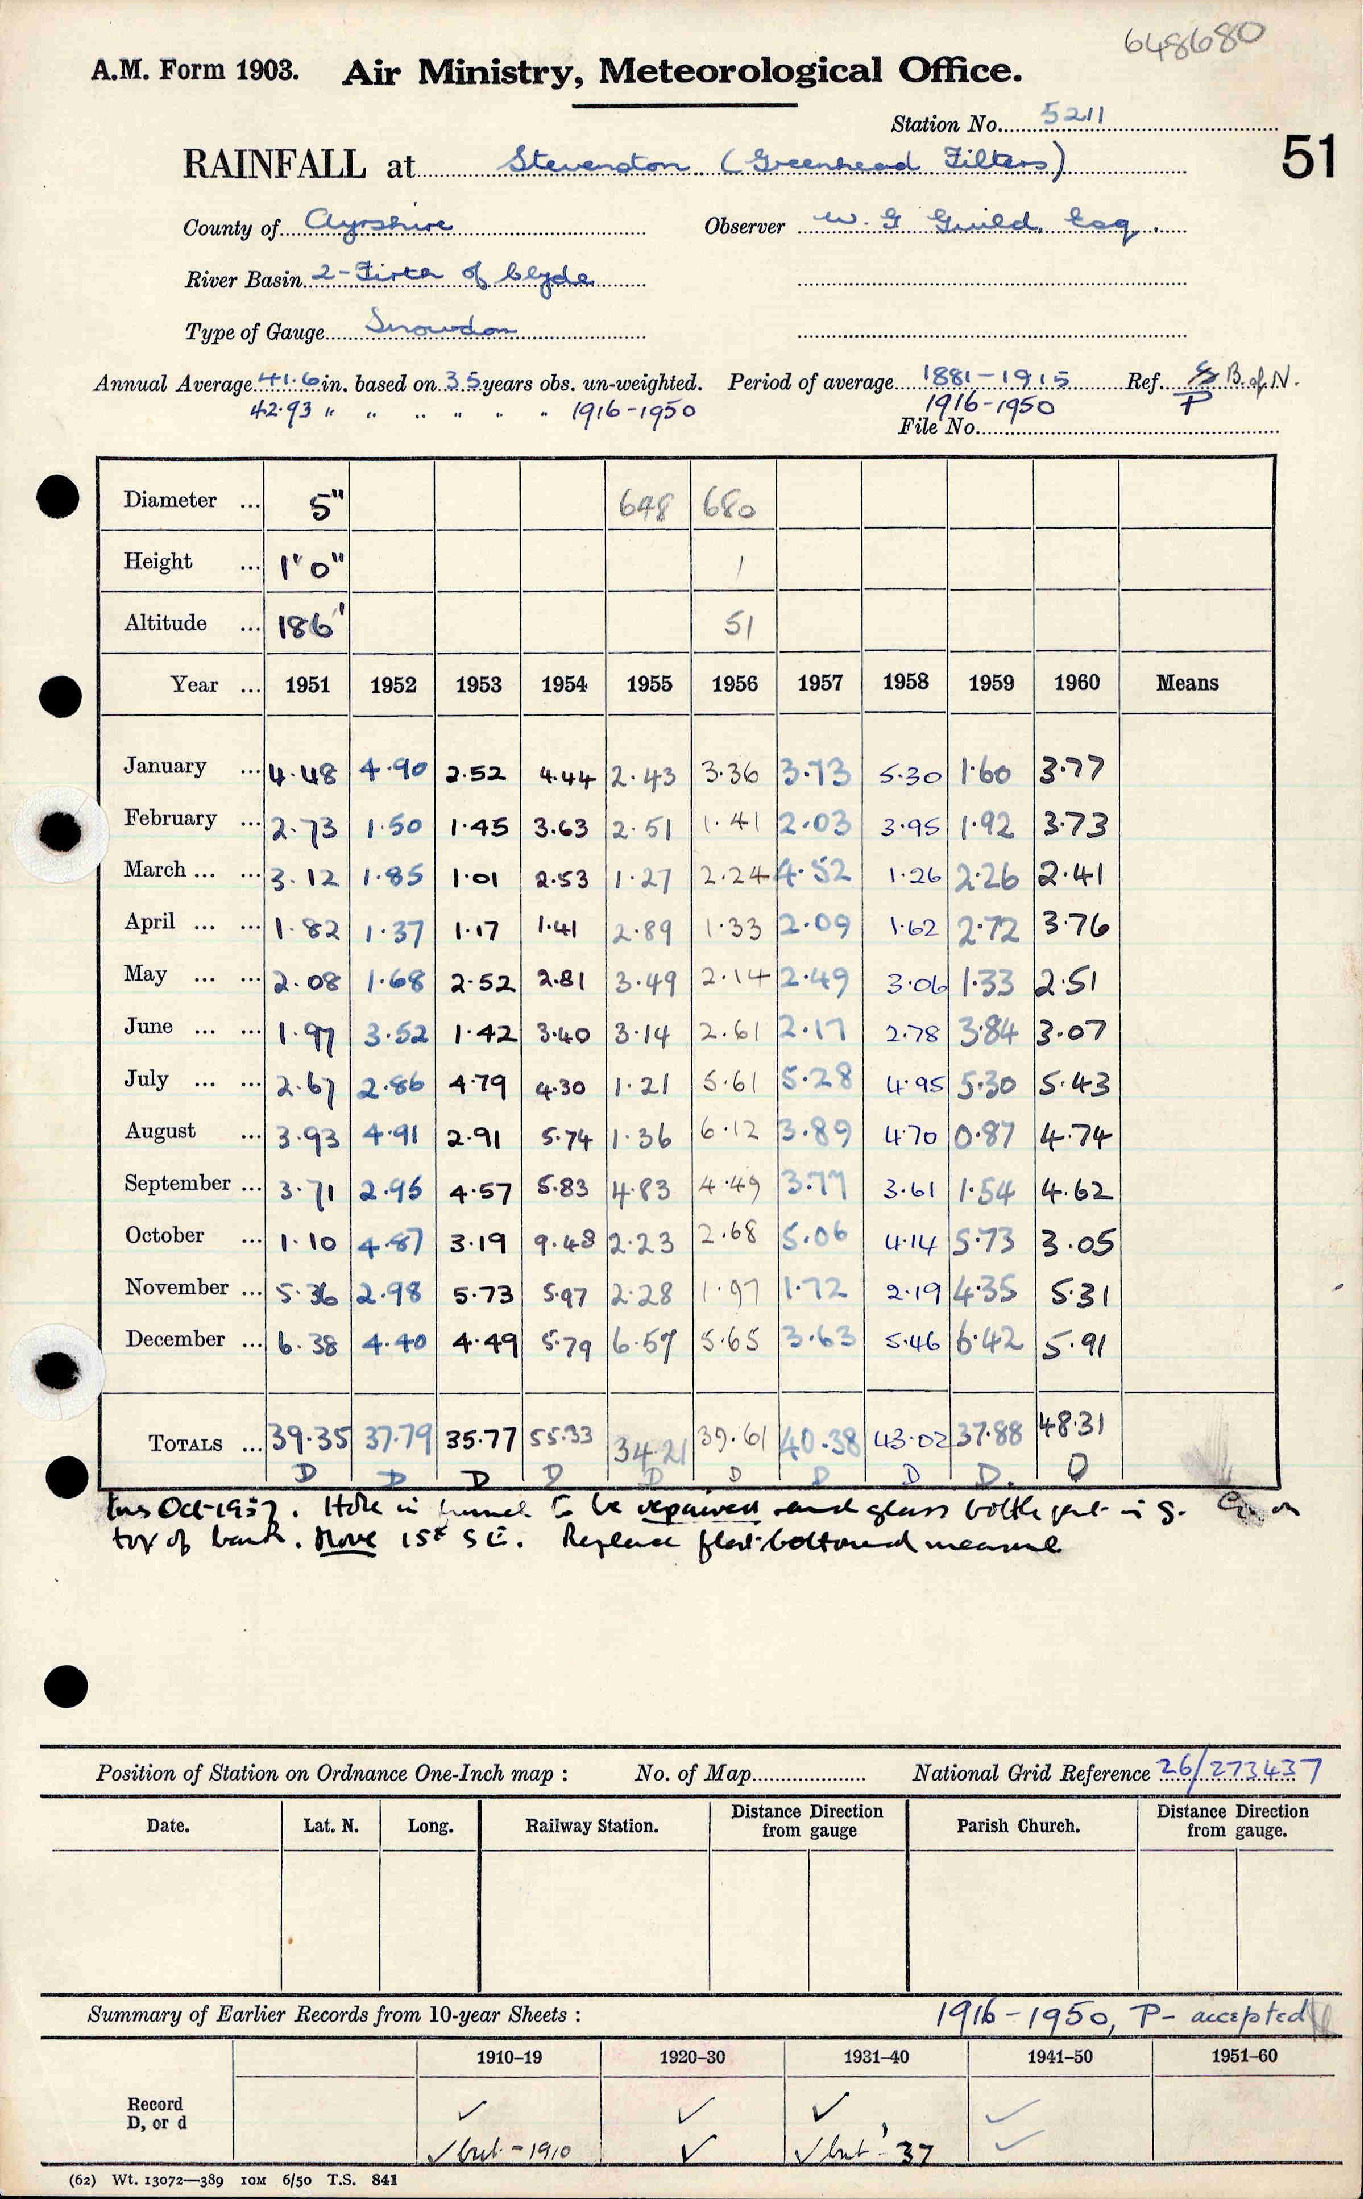 648680
A.M. Form 1903. Air Ministry, Meteorological Office.
Station No. 5211
51
RAINFALL at Stevenston (Greenhead Filters)
County of Ayrshire Observer W. G Guild, Esq.
River Basin 2-Firth of Clyde
Type of Gauge Snowdon
Annual Average 41.6 in. based on 35 years obs. un-weighted. Period of average 1881-1915 Ref. B. of N.
42.93 " " " " " " 1916-1950 1916-1950 P
File No.
Diameter ... 5" 648 680
Height ... 1' 0" 1
Altitude ... 186' 51
Year ... 1951 1952 1953 1954 1955 1956 1957 1958 1959 1960 Means
January ... 4.48 4.90 2.52 4.44 2.43 3.36 3.73 5.30 1.60 3.77
February ... 2.73 1.50 1.45 3.63 2.51 1.41 2.03 3.95 1.92 3.73
March ... ... 3.12 1.85 1.01 2.53 1.27 2.24 4.52 1.26 2.26 2.41
April ... ... 1.82 1.37 1.17 1.41 2.89 1.33 2.09 1.62 2.72 3.76
May ... ... 2.08 1.68 2.52 2.81 3.49 2.14 2.49 3.06 1.33 2.51
June ... ... 1.97 3.52 1.42 3.40 3.14 2.61 2.17 2.78 3.84 3.07
July ... ... 2.67 2.86 4.79 4.30 1.21 5.61 5.28 4.95 5.30 5.43
August ... 3.93 4.91 2.91 5.74 1.36 6.12 3.89 4.70 0.87 4.74
September ... 3.71 2.95 4.57 5.83 4.83 4.49 3.77 3.61 1.54 4.62
October ... 1.10 4.87 3.19 9.48 2.23 2.68 5.06 4.14 5.73 3.05
November ... 5.36 2.98 5.73 5.97 2.28 1.97 1.72 2.19 4.35 5.31
December ... 6.38 4.40 4.49 5.79 6.57 5.65 3.63 5.46 6.42 5.91
TOTALS ... 39.35 37.79 35.77 55.33 34.21 39.61 40.38 43.02 37.88 48.31
D D D D D D D D D. D
Ins Oct-1957. Hole in funnel to be repaired and glass bottle put in g. on
top of bank. Move 15ft SE. Replace flat-bottomed measure
Position of Station on Ordnance One-Inch map : No. of Map National Grid Reference 26/273437
Date. Lat. N. Long. Railway Station. Distance Direction from gauge Parish Church. Distance Direction from gauge.
Summary of Earlier Records from 10-year Sheets : 1916-1950, P- accepted
1910-19 1920-30 1931-40 1941-50 1951-60
Record ✓ ✓ ✓ ✓
D, or d ✓ but - 1910 ✓ ✓ but ' 37 ✓
(62) Wt. 13072—389 10M 6/50 T.S. 841